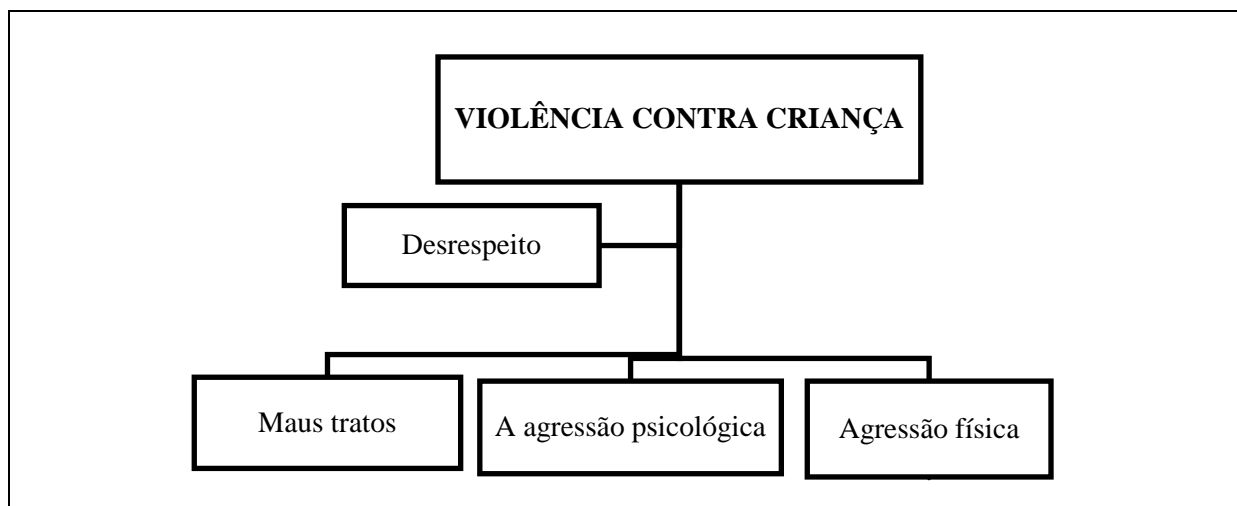 VIOLÊNCIA CONTRA CRIANÇA
Desrespeito
Maus tratos
A agressão psicológica
Agressão física